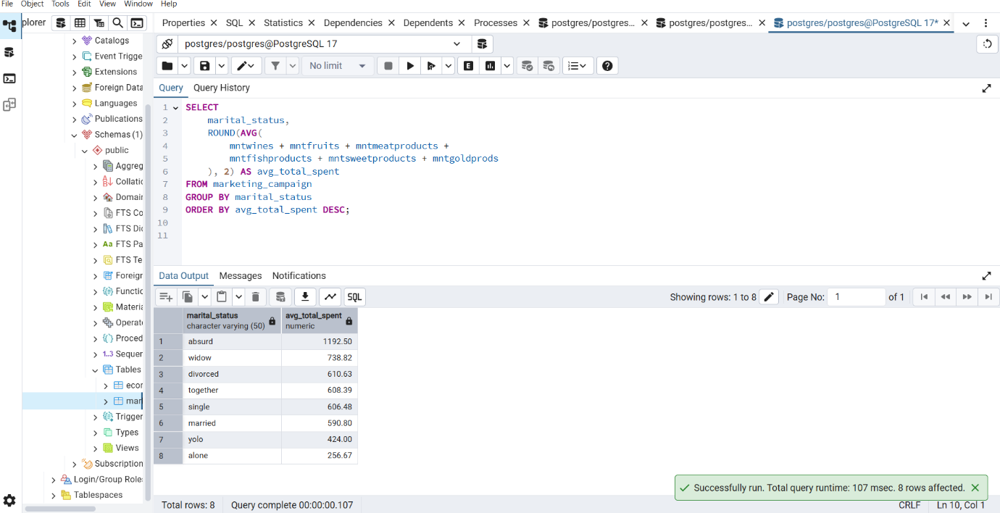 File Object Tools Edit View Window Help
plorer
Properties SQL Statistics Dependencies Dependents Processes postgres/postgres... postgres/postgres... postgres/postgres@PostgreSQL 17*
postgres/postgres@PostgreSQL 17
No limit
E
Query Query History
1 SELECT
2 marital_status,
3 ROUND(AVG(
4 mntwines + mntfruits + mntmeatproducts +
5 mntfishproducts + mntsweetproducts + mntgoldprods
6 ), 2) AS avg_total_spent
7 FROM marketing_campaign
8 GROUP BY marital_status
9 ORDER BY avg_total_spent DESC;
10
11
Catalogs
Event Trigge
Extensions
Foreign Data
Languages
Publications
Schemas (1)
public
Aggreg
Collatic
Domair
FTS Co
FTS Dic
Aa FTS Pa
FTS Te
Foreigr
Functic
Materia
Operat
Proced
1..3 Sequer
Tables
ecor
mar
Trigger
Types
Views
Subscription
Login/Group Role:
Tablespaces
Data Output Messages Notifications
SQL
Showing rows: 1 to 8 Page No: 1 of 1
marital_status avg_total_spent
character varying (50) numeric
1 absurd 1192.50
2 widow 738.82
3 divorced 610.63
4 together 608.39
5 single 606.48
6 married 590.80
7 yolo 424.00
8 alone 256.67
Successfully run. Total query runtime: 107 msec. 8 rows affected.
Total rows: 8 Query complete 00:00:00.107 CRLF Ln 10, Col 1